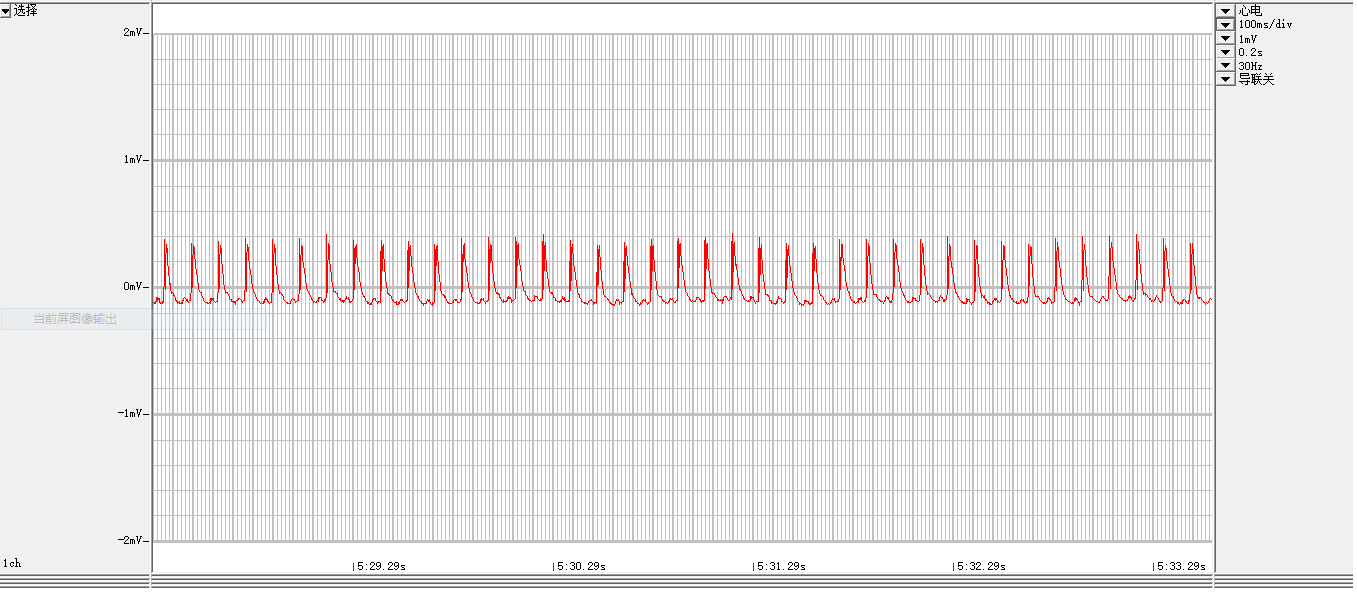 选择
2mV
1mV
0mV
当前屏图像输出
-1mV
-2mV
1ch
5:29.29s
5:30.29s
5:31.29s
5:32.29s
5:33.29s
心电
100ms/div
1mV
0.2s
30Hz
导联关